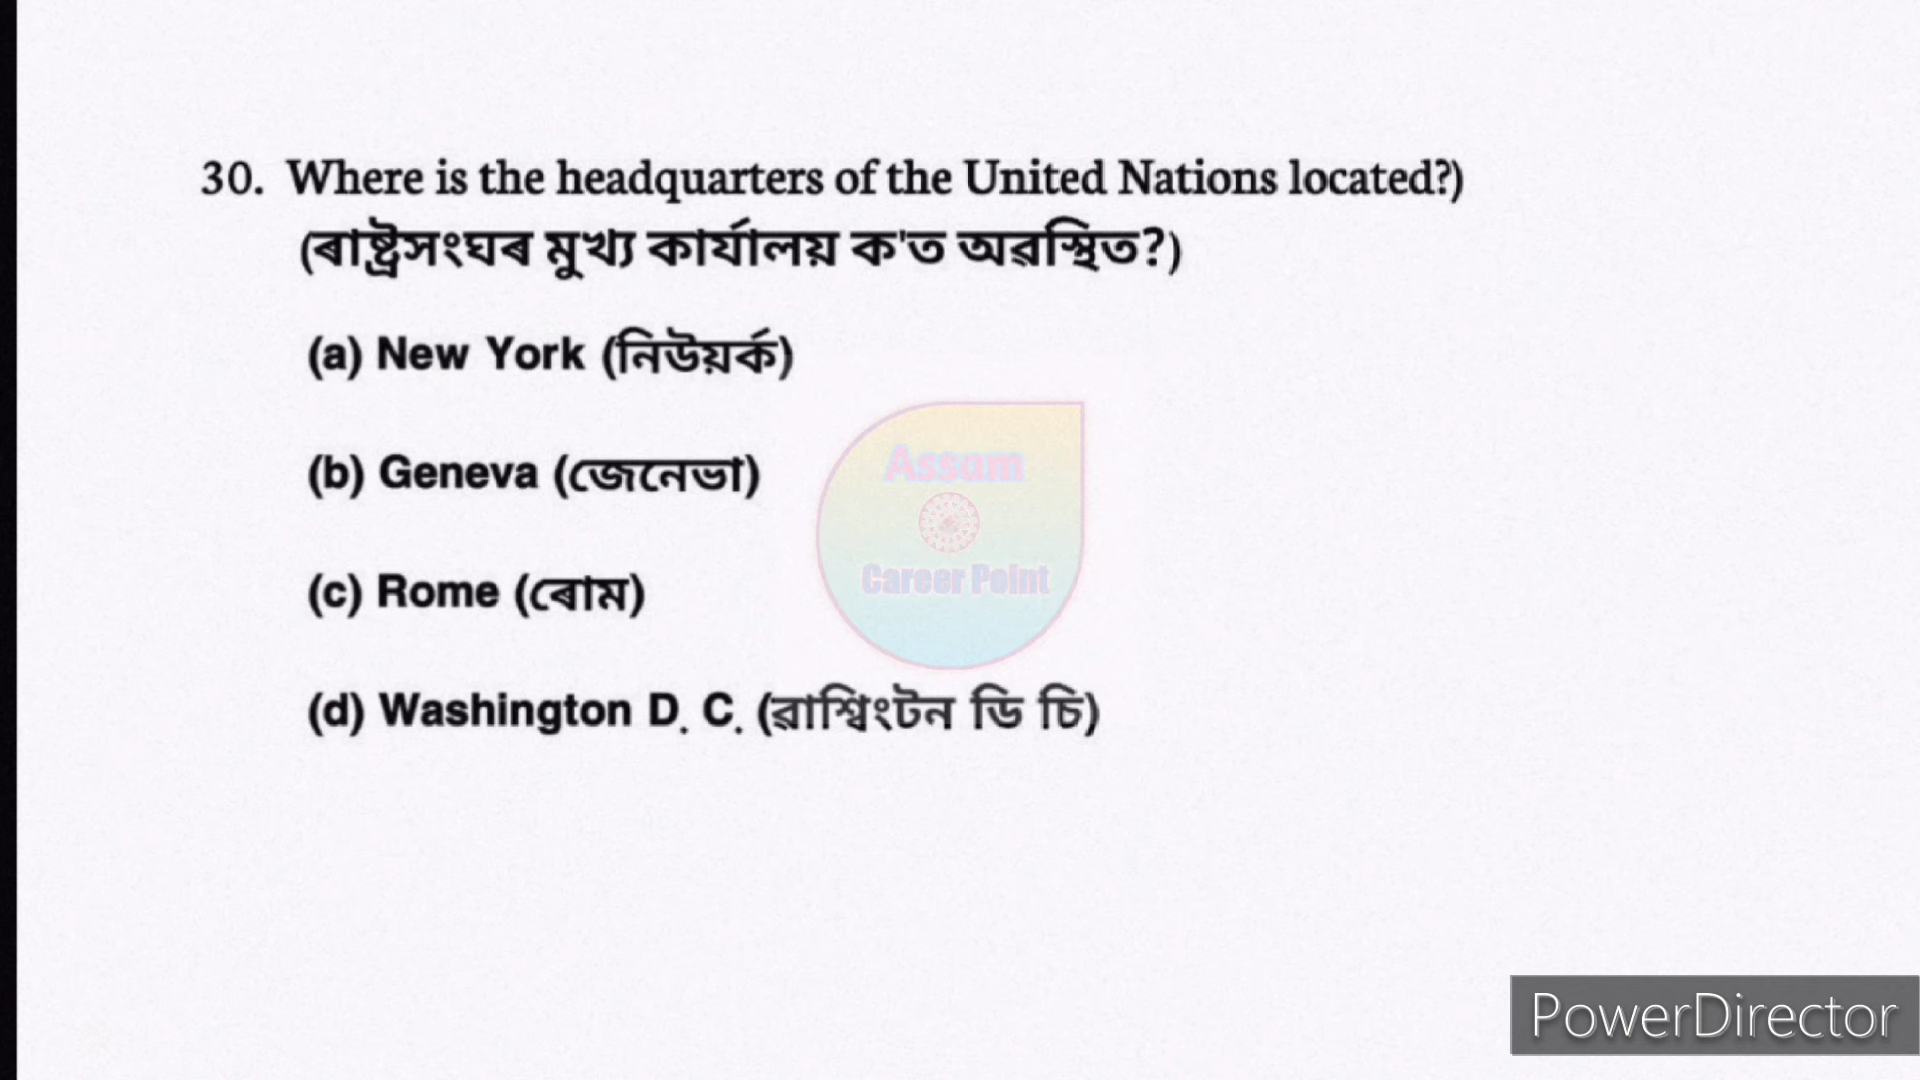 30. Where is the headquarters of the United Nations located?)
(ৰাষ্ট্ৰসংঘৰ মুখ্য কাৰ্যালয় ক'ত অৱস্থিত?)
(a) New York (নিউয়ৰ্ক)
Assam
(b) Geneva (জেনেভা)
Career Point
(c) Rome (ৰোম)
(d) Washington D. C. (ৱাশ্বিংটন ডি চি)
PowerDirector